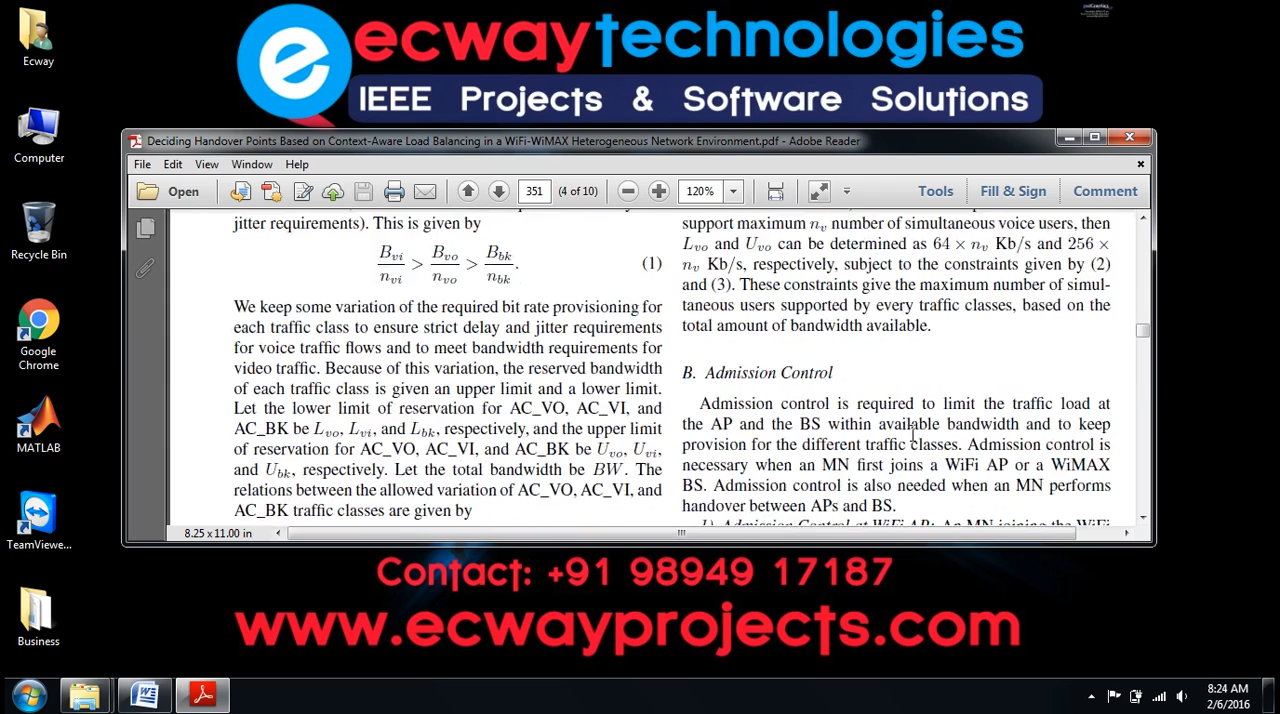 ecwaytechnologies
IEEE Projects & Software Solutions
Ecway
Computer
Recycle Bin
Google
Chrome
MATLAB
TeamViewe...
Business
Deciding Handover Points Based on Context-Aware Load Balancing in a WiFi-WiMAX Heterogeneous Network Environment.pdf - Adobe Reader
File Edit View Window Help
Open 351 (4 of 10) 120% Tools Fill & Sign Comment
jitter requirements). This is given by
B_vi/n_vi > B_vo/n_vo > B_bk/n_bk. (1)
We keep some variation of the required bit rate provisioning for
each traffic class to ensure strict delay and jitter requirements
for voice traffic flows and to meet bandwidth requirements for
video traffic. Because of this variation, the reserved bandwidth
of each traffic class is given an upper limit and a lower limit.
Let the lower limit of reservation for AC_VO, AC_VI, and
AC_BK be L_vo, L_vi, and L_bk, respectively, and the upper limit
of reservation for AC_VO, AC_VI, and AC_BK be U_vo, U_vi,
and U_bk, respectively. Let the total bandwidth be BW. The
relations between the allowed variation of AC_VO, AC_VI, and
AC_BK traffic classes are given by
support maximum n_v number of simultaneous voice users, then
L_vo and U_vo can be determined as 64 × n_v Kb/s and 256 ×
n_v Kb/s, respectively, subject to the constraints given by (2)
and (3). These constraints give the maximum number of simul-
taneous users supported by every traffic classes, based on the
total amount of bandwidth available.
B. Admission Control
Admission control is required to limit the traffic load at
the AP and the BS within available bandwidth and to keep
provision for the different traffic classes. Admission control is
necessary when an MN first joins a WiFi AP or a WiMAX
BS. Admission control is also needed when an MN performs
handover between APs and BS.
1) Admission Control at WiFi AP: An MN joining the WiFi
8.25 x 11.00 in
Contact: +91 98949 17187
www.ecwayprojects.com
8:24 AM
2/6/2016